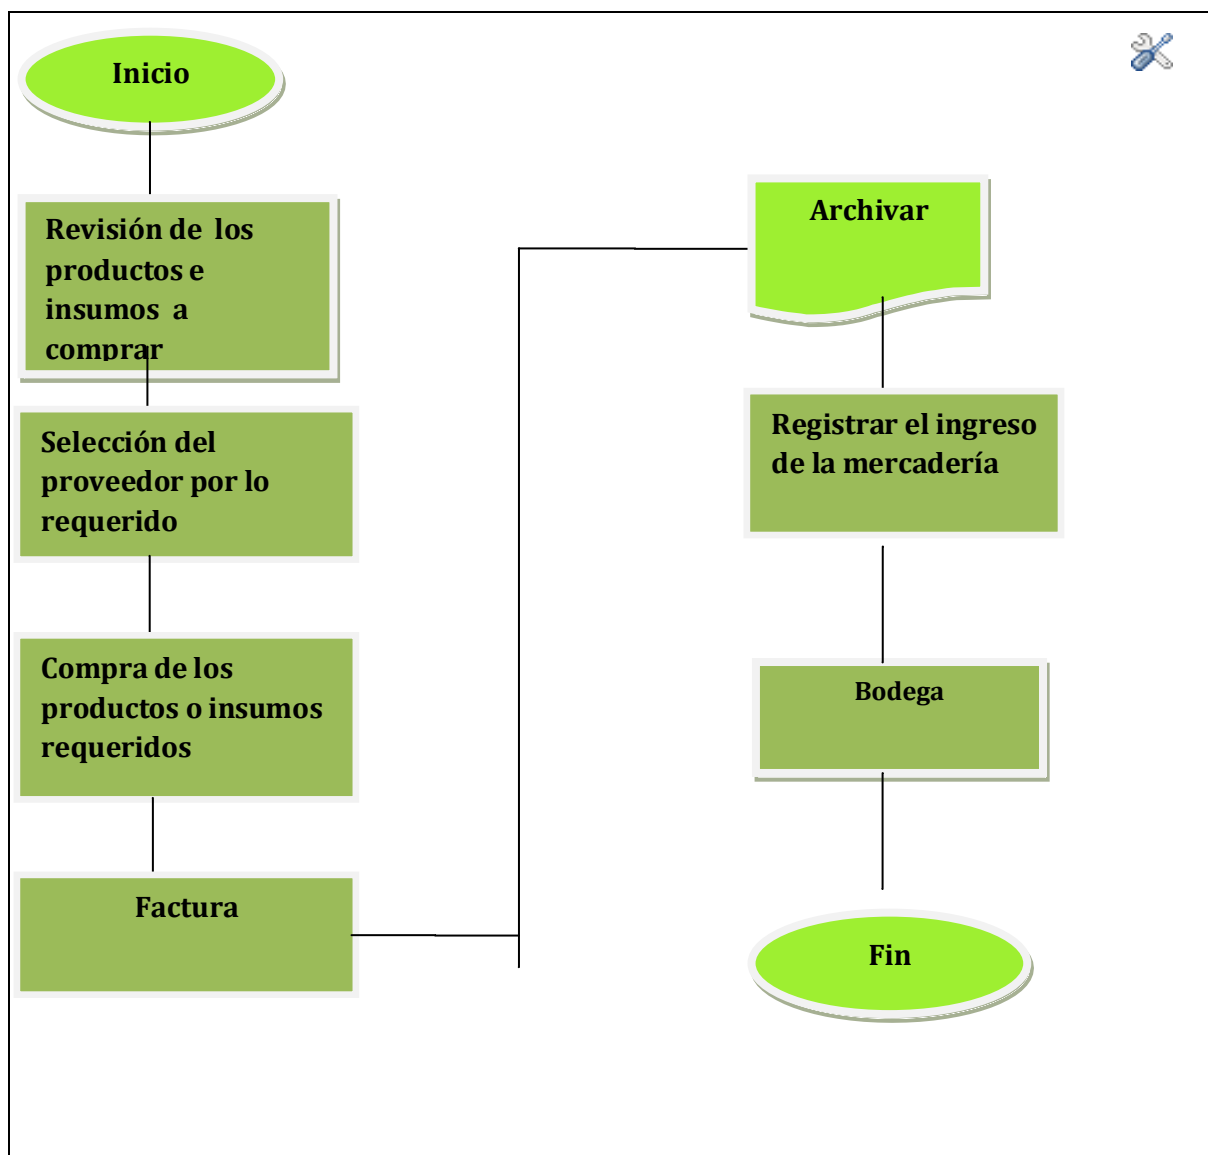 Inicio
Revisión de los
productos e
insumos a
comprar
Selección del
proveedor por lo
requerido
Compra de los
productos o insumos
requeridos
Factura
Archivar
Registrar el ingreso
de la mercadería
Bodega
Fin